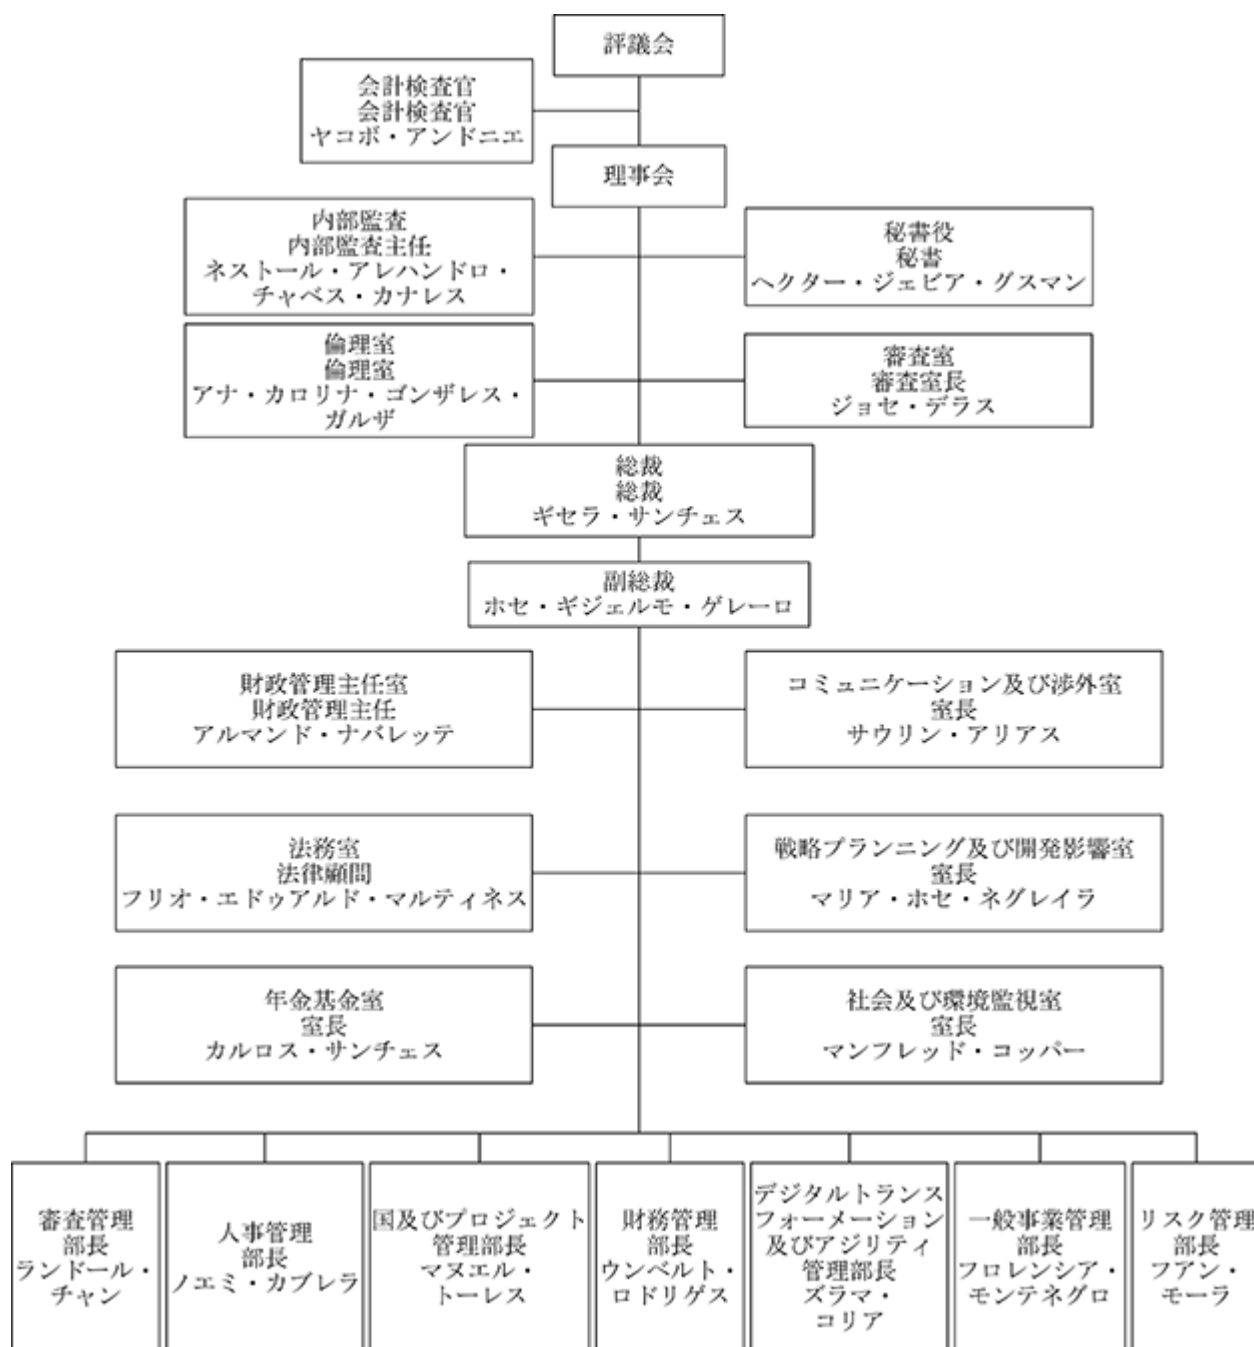 評議会
会計検査官
会計検査官
ヤコボ・アンドニエ
理事会
内部監査
内部監査主任
ネストール・アレハンドロ・
チャベス・カナレス
秘書役
秘書
ヘクター・ジェビア・グスマン
倫理室
倫理室
アナ・カロリナ・ゴンザレス・
ガルザ
審査室
審査室長
ジョセ・デラス
総裁
総裁
ギセラ・サンチェス
副総裁
ホセ・ギジェルモ・ゲレーロ
財政管理主任室
財政管理主任
アルマンド・ナバレッテ
コミュニケーション及び渉外室
室長
サウリン・アリアス
法務室
法律顧問
フリオ・エドゥアルド・マルティネス
戦略プランニング及び開発影響室
室長
マリア・ホセ・ネグレイラ
年金基金室
室長
カルロス・サンチェス
社会及び環境監視室
室長
マンフレッド・コッパー
審査管理
部長
ランドール・
チャン
人事管理
部長
ノエミ・カブレラ
国及びプロジェクト
管理部長
マヌエル・
トーレス
財務管理
部長
ウンベルト・
ロドリゲス
デジタルトランス
フォーメーション
及びアジリティ
管理部長
ズラマ・
コリア
一般事業管理
部長
フロレンシア・
モンテネグロ
リスク管理
部長
フアン・
モーラ